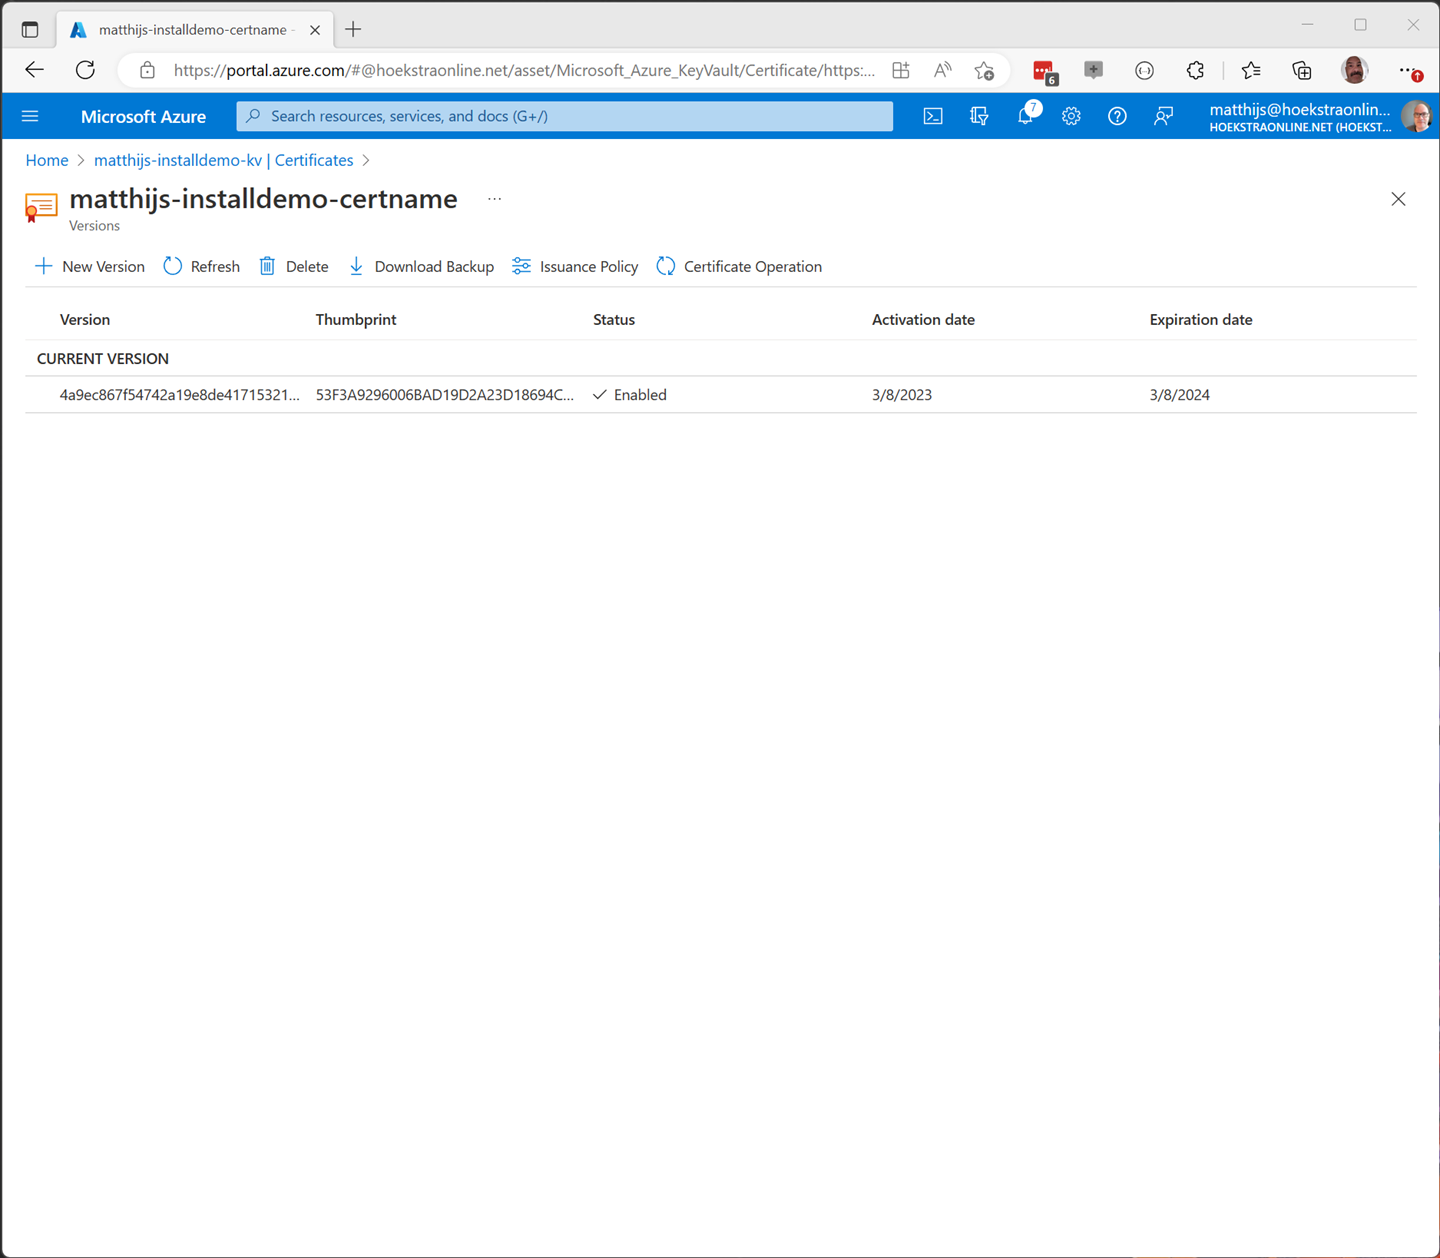 matthijs-installdemo-certname -
https://portal.azure.com/#@hoekstraonline.net/asset/Microsoft_Azure_KeyVault/Certificate/https:...
6
Microsoft Azure
Search resources, services, and docs (G+/)
7
matthijs@hoekstraonlin...
HOEKSTRAONLINE.NET (HOEKST...
Home > matthijs-installdemo-kv | Certificates >
matthijs-installdemo-certname ...
Versions
New Version Refresh Delete Download Backup Issuance Policy Certificate Operation
Version Thumbprint Status Activation date Expiration date
CURRENT VERSION
4a9ec867f54742a19e8de41715321... 53F3A9296006BAD19D2A23D18694C... Enabled 3/8/2023 3/8/2024